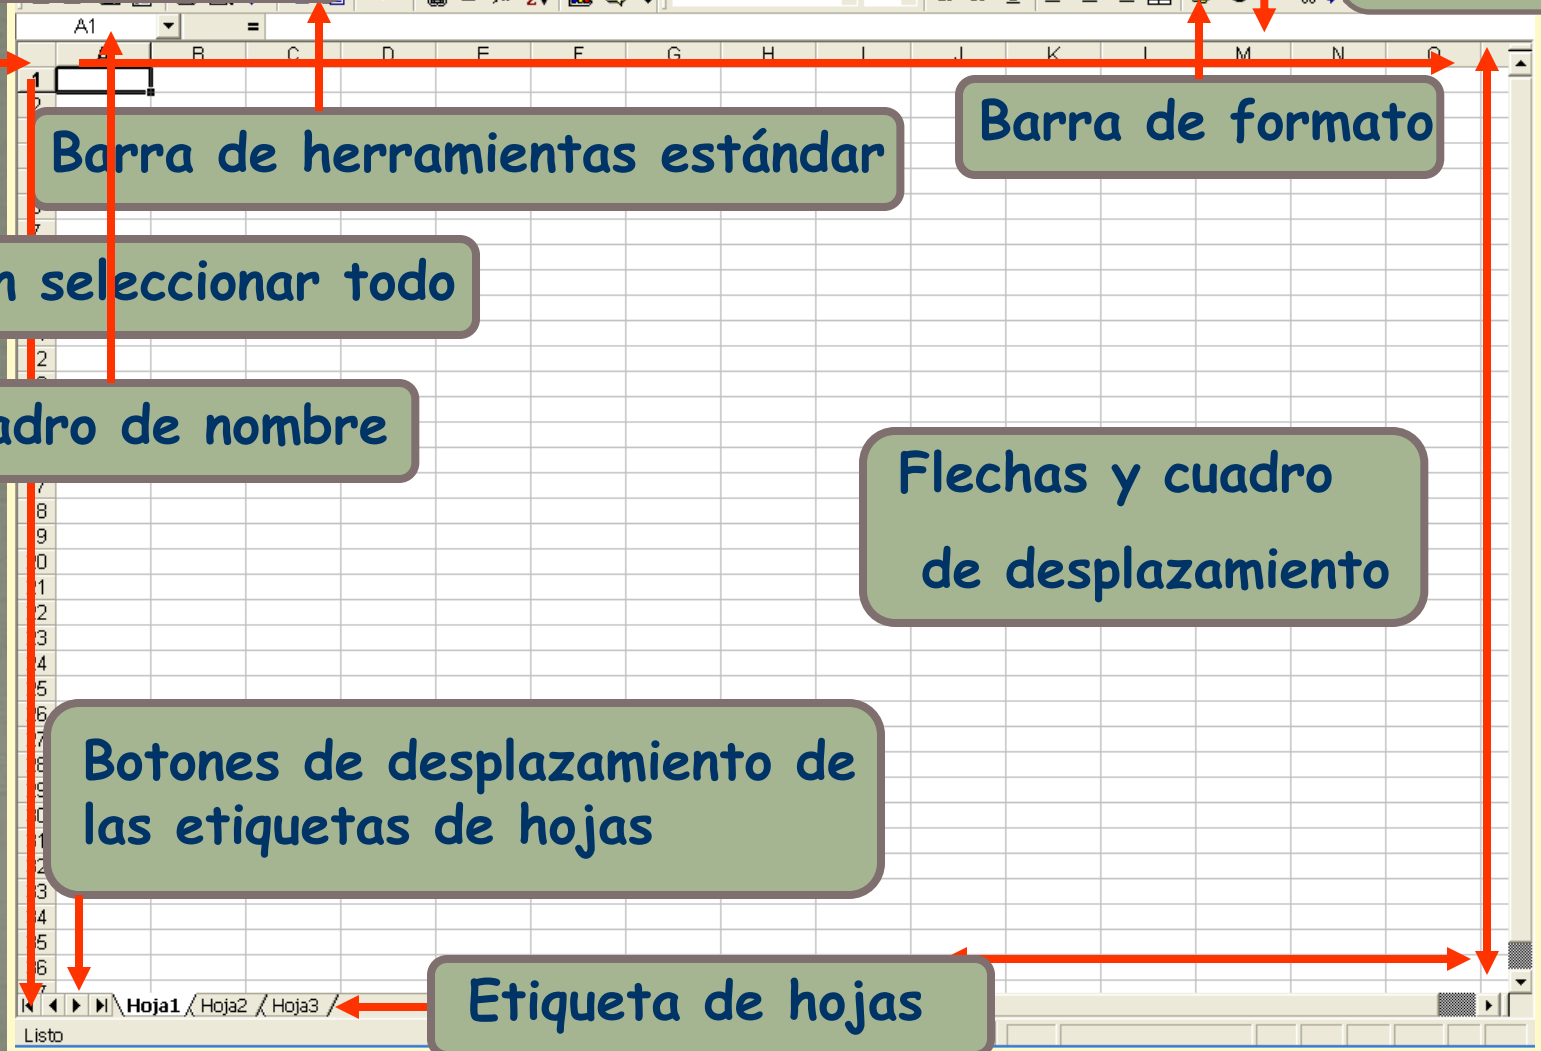 A1 =
A B C D E F G H I J K L M N O
1
Barra de formato
Barra de herramientas estándar
seleccionar todo
de nombre
Flechas y cuadro
de desplazamiento
Botones de desplazamiento de
las etiquetas de hojas
Etiqueta de hojas
Hoja1 Hoja2 Hoja3
Listo